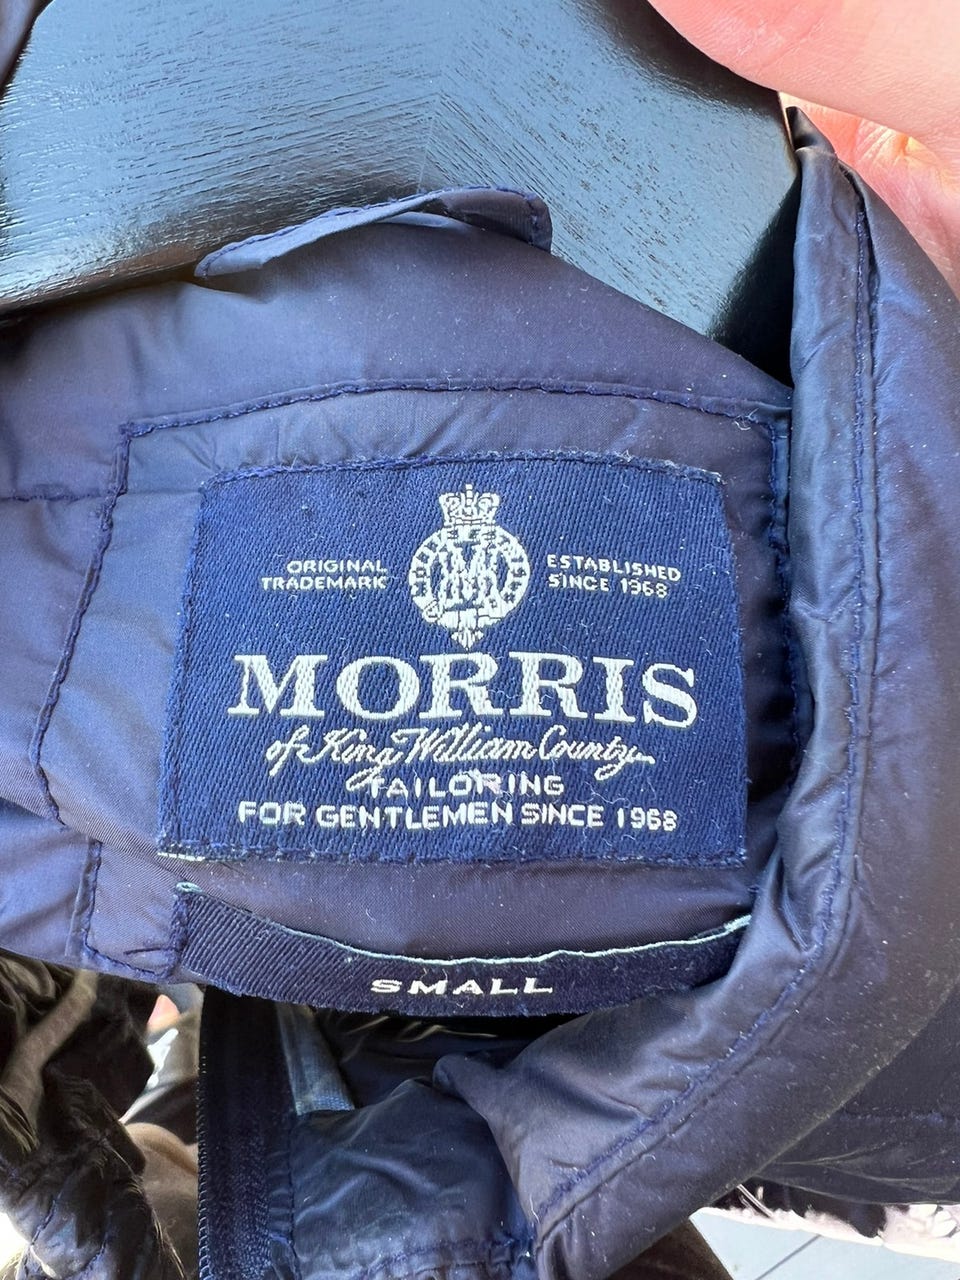 ORIGINAL
TRADEMARK
ESTABLISHED
SINCE 1968
MORRIS
of King William County
TAILORING
FOR GENTLEMEN SINCE 1968
SMALL